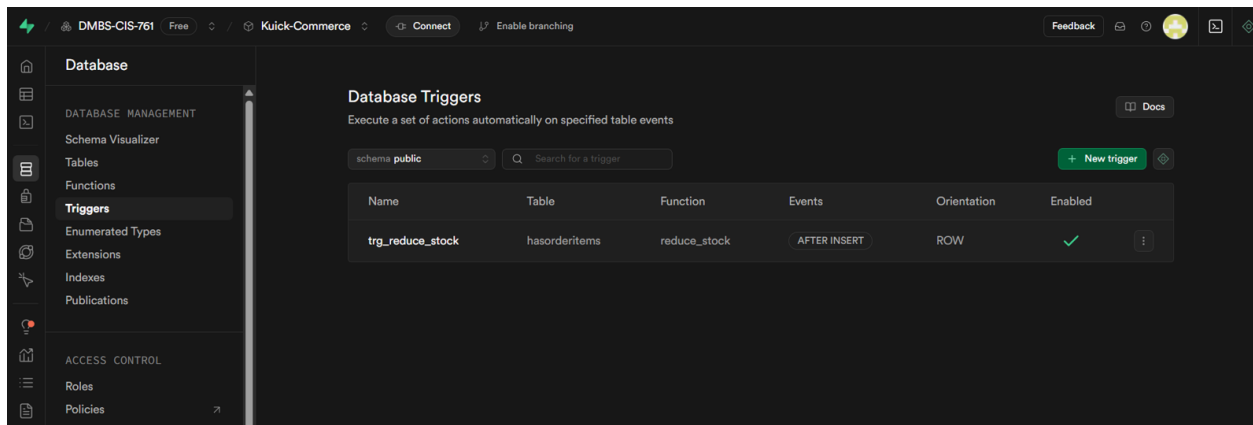 DMBS-CIS-761 Free / Kuick-Commerce Connect Enable branching Feedback
Database
DATABASE MANAGEMENT
Schema Visualizer
Tables
Functions
Triggers
Enumerated Types
Extensions
Indexes
Publications
ACCESS CONTROL
Roles
Policies
Database Triggers
Execute a set of actions automatically on specified table events
Docs
schema public Search for a trigger + New trigger
Name Table Function Events Orientation Enabled
trg_reduce_stock hasorderitems reduce_stock AFTER INSERT ROW